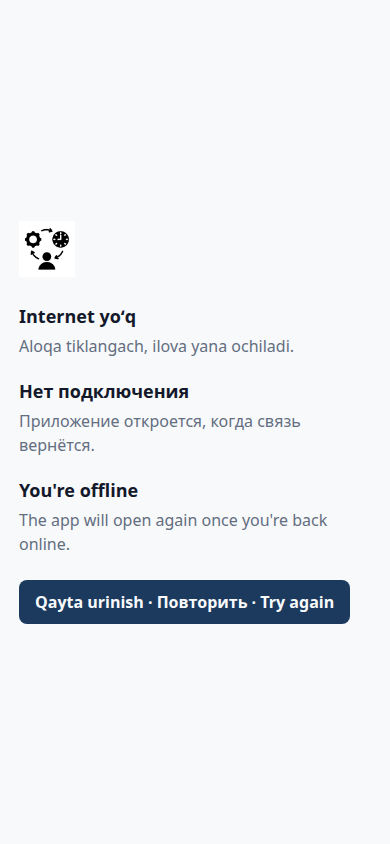 Internet yo‘q
Aloqa tiklangach, ilova yana ochiladi.
Нет подключения
Приложение откроется, когда связь
вернётся.
You're offline
The app will open again once you're back
online.
Qayta urinish · Повторить · Try again